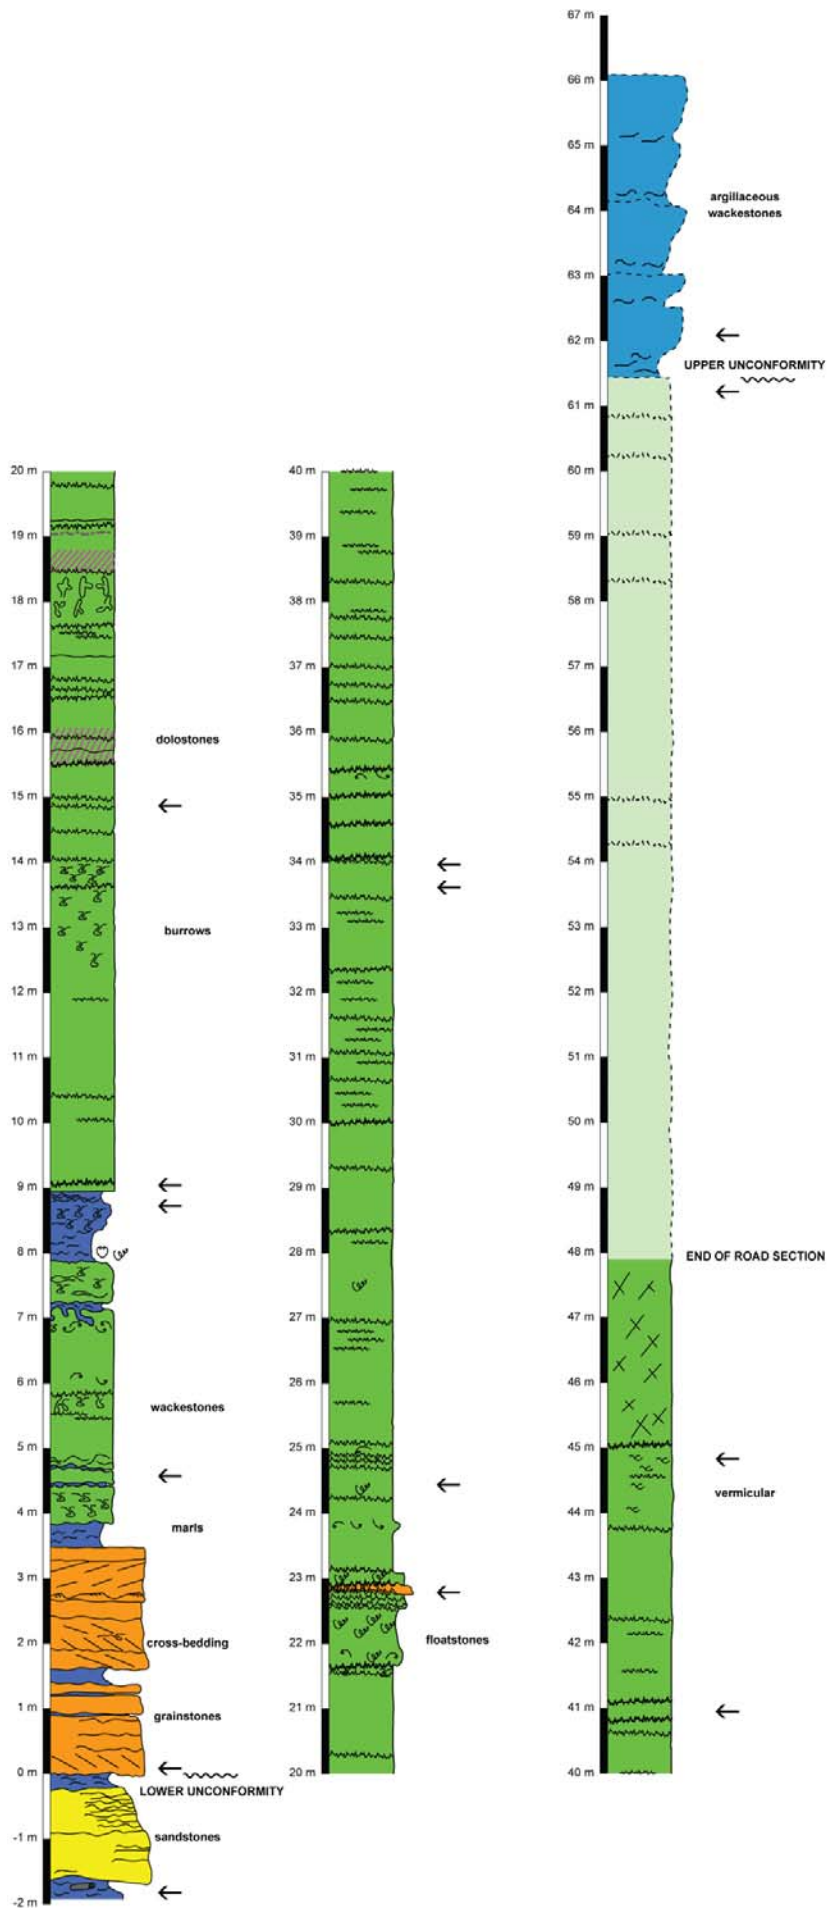 20 m
19 m
18 m
17 m
16 m
dolostones
15 m
14 m
burrows
13 m
12 m
11 m
10 m
9 m
8 m
7 m
6 m
wackestones
5 m
4 m
marls
3 m
2 m
cross-bedding
1 m
grainstones
0 m
LOWER UNCONFORMITY
-1 m
sandstones
-2 m
40 m
39 m
38 m
37 m
36 m
35 m
34 m
33 m
32 m
31 m
30 m
29 m
28 m
27 m
26 m
25 m
24 m
23 m
22 m
floatstones
21 m
20 m
67 m
66 m
65 m
argillaceous
wackestones
64 m
63 m
62 m
UPPER UNCONFORMITY
61 m
60 m
59 m
58 m
57 m
56 m
55 m
54 m
53 m
52 m
51 m
50 m
49 m
48 m
END OF ROAD SECTION
47 m
46 m
45 m
vermicular
44 m
43 m
42 m
41 m
40 m